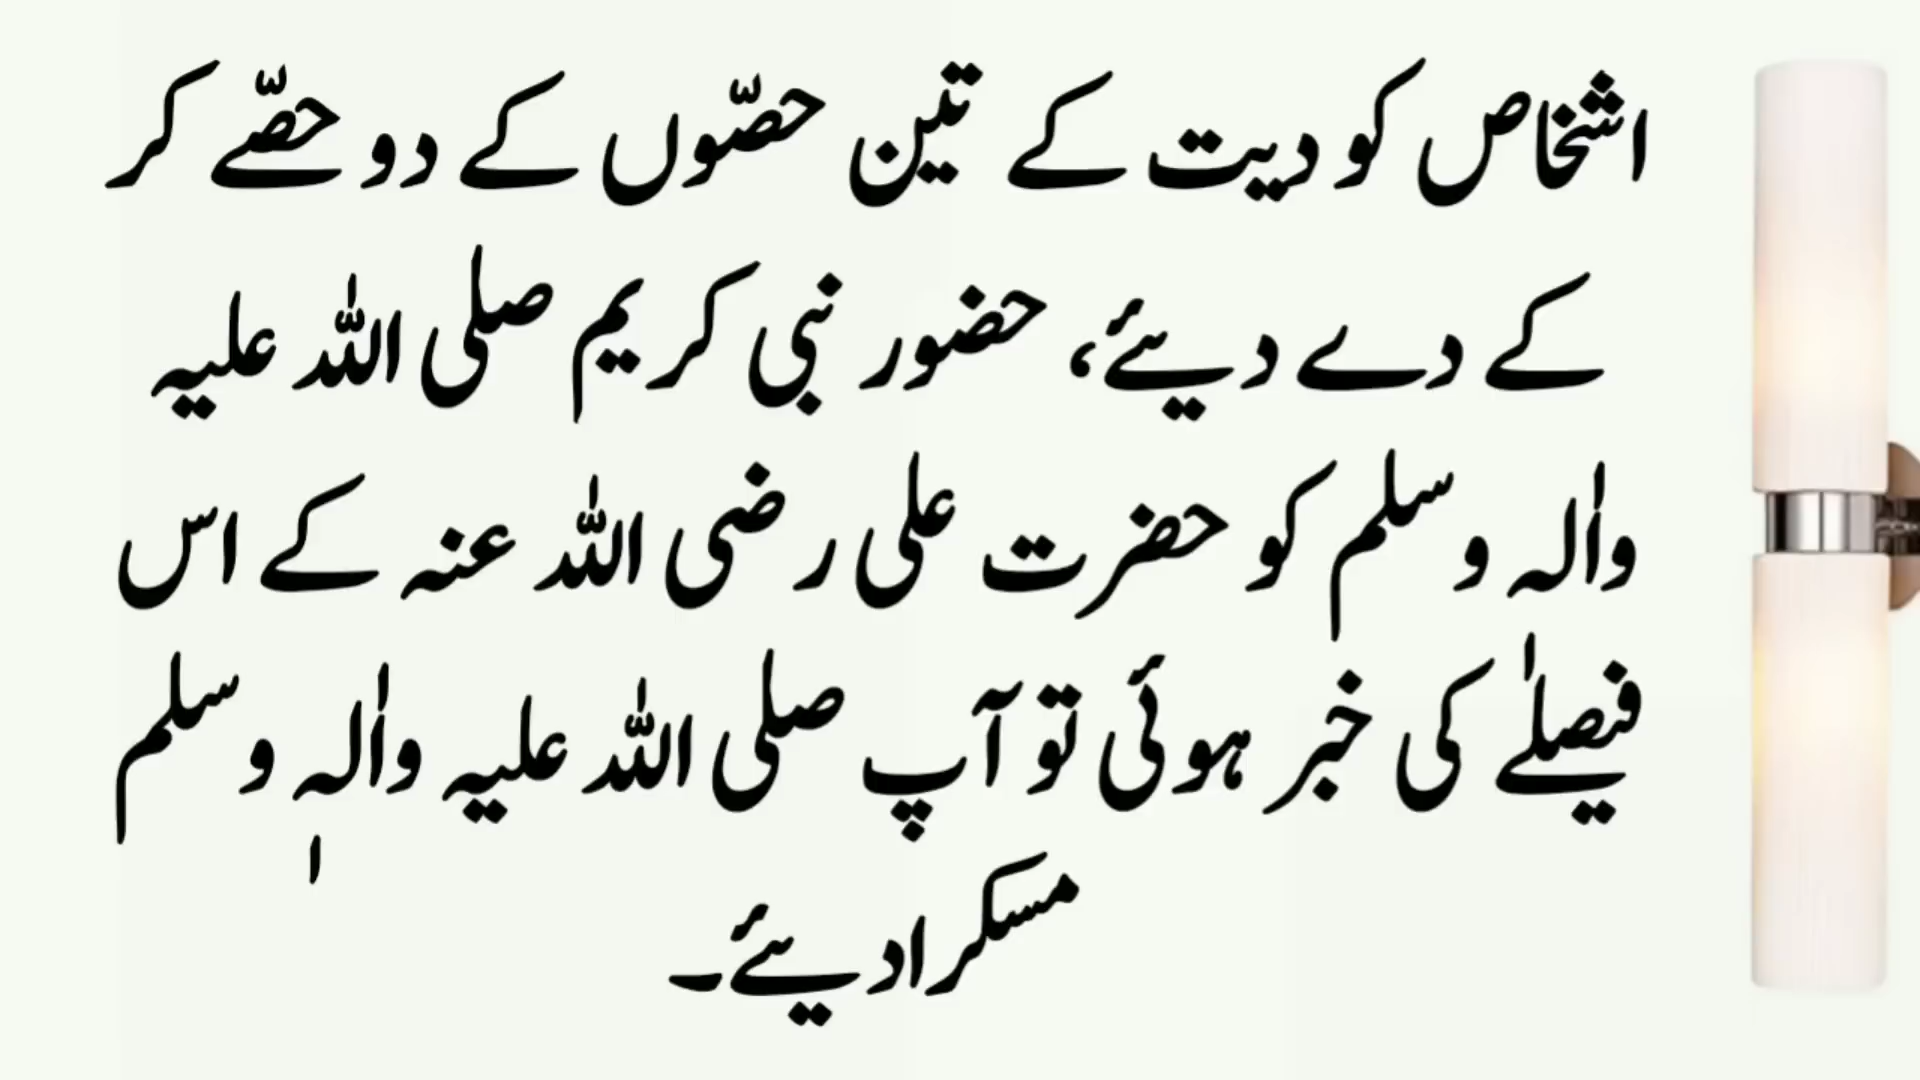 اشخاص کو دیت کے تین حصّوں کے دو حصّے کر
کے دے دیئے، حضور نبی کریم صلی اللہ علیہ
واٰلہ وسلم کو حضرت علی رضی اللہ عنہ کے اس
فیصلےٰ کی خبر ہوئی تو آپ صلی اللہ علیہ واٰلہٖ وسلم
مسکرادیئے۔